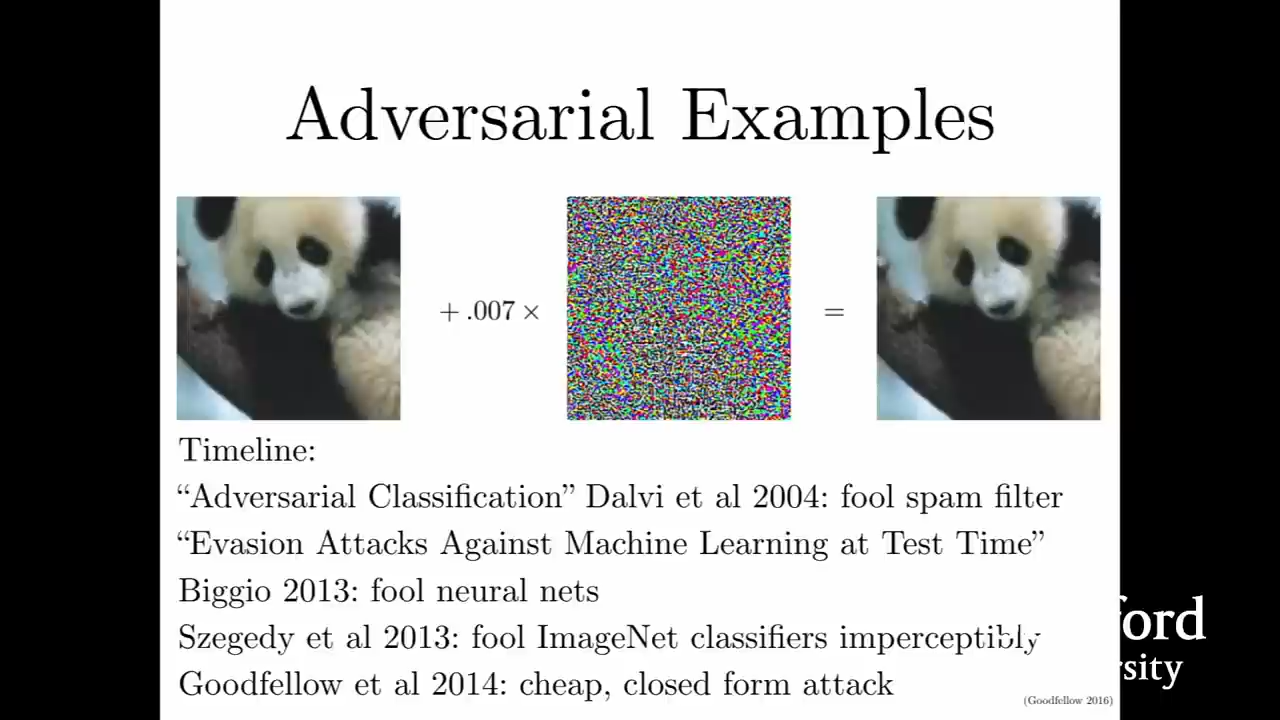 Adversarial Examples
+ .007 ×
=
Timeline:
“Adversarial Classification” Dalvi et al 2004: fool spam filter
“Evasion Attacks Against Machine Learning at Test Time”
Biggio 2013: fool neural nets
Szegedy et al 2013: fool ImageNet classifiers imperceptibly
Goodfellow et al 2014: cheap, closed form attack
(Goodfellow 2016)
ford
rsity